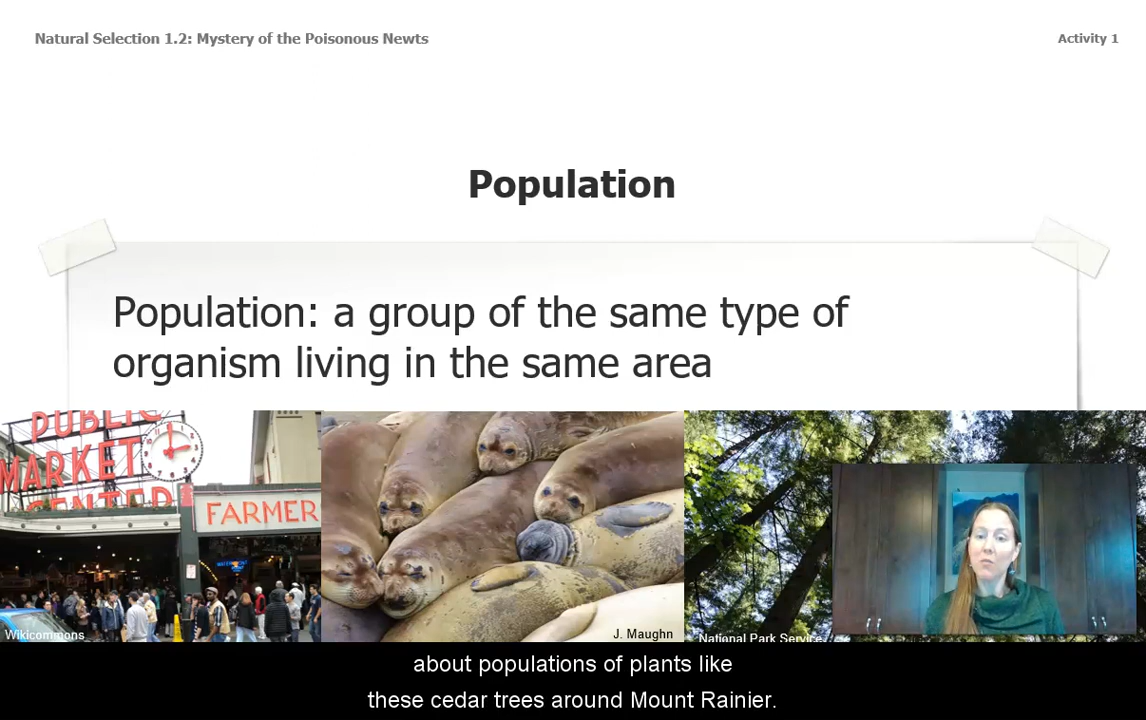 Natural Selection 1.2: Mystery of the Poisonous Newts
Activity 1
Population
Population: a group of the same type of
organism living in the same area
PUBLIC
MARKET
CENTER
FARMER
Wikicommons
J. Maughn
National Park Service
about populations of plants like
these cedar trees around Mount Rainier.